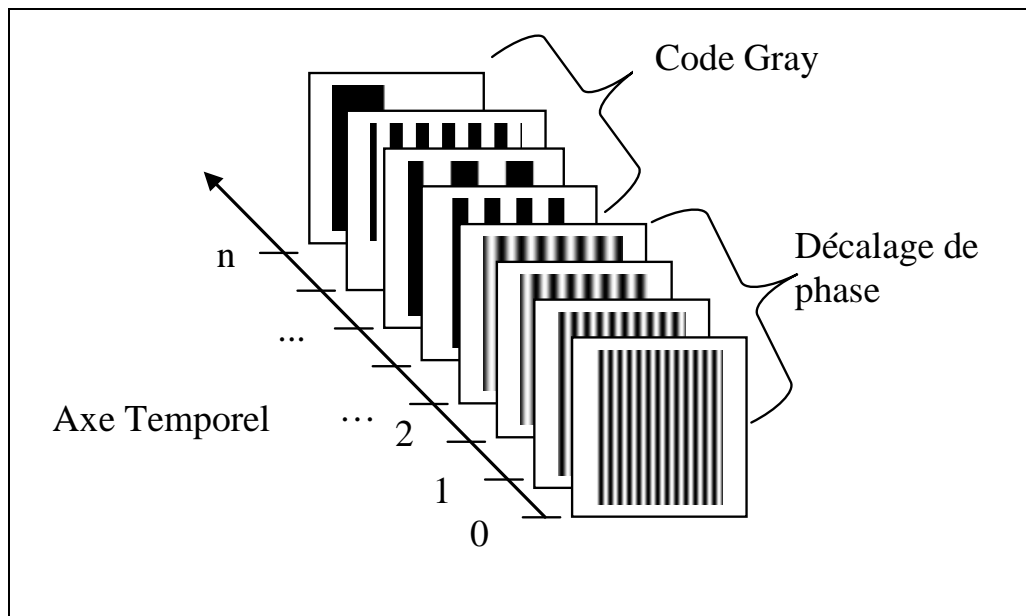 Code Gray
Décalage de
phase
n
...
Axe Temporel
...
2
1
0